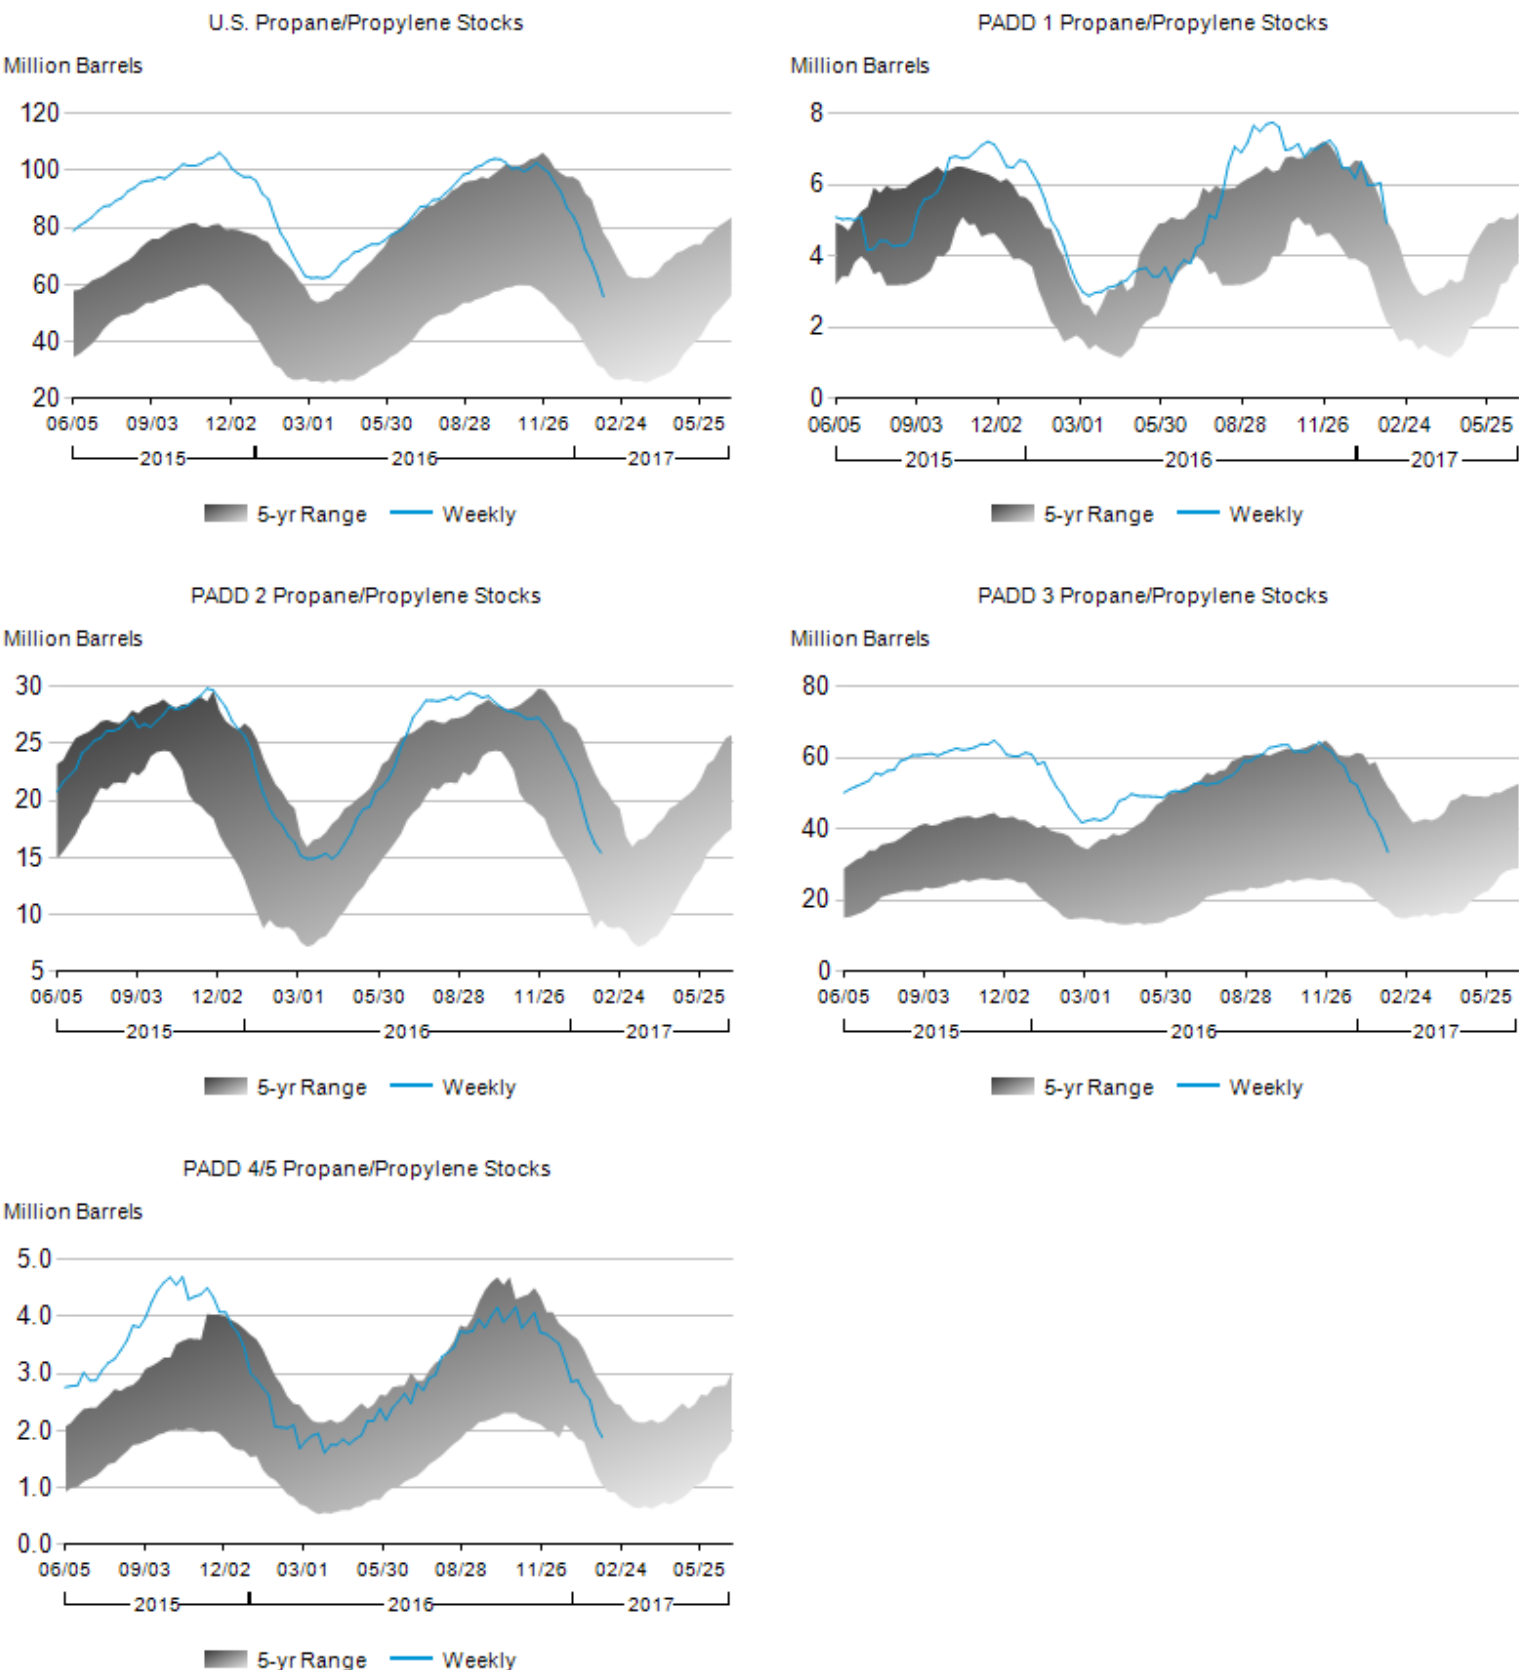 U.S. Propane/Propylene Stocks
Million Barrels
120
100
80
60
40
20
06/05 09/03 12/02 03/01 05/30 08/28 11/26 02/24 05/25
2015 2016 2017
5-yr Range Weekly
PADD 1 Propane/Propylene Stocks
Million Barrels
8
6
4
2
0
06/05 09/03 12/02 03/01 05/30 08/28 11/26 02/24 05/25
2015 2016 2017
5-yr Range Weekly
PADD 2 Propane/Propylene Stocks
Million Barrels
30
25
20
15
10
5
06/05 09/03 12/02 03/01 05/30 08/28 11/26 02/24 05/25
2015 2016 2017
5-yr Range Weekly
PADD 3 Propane/Propylene Stocks
Million Barrels
80
60
40
20
0
06/05 09/03 12/02 03/01 05/30 08/28 11/26 02/24 05/25
2015 2016 2017
5-yr Range Weekly
PADD 4/5 Propane/Propylene Stocks
Million Barrels
5.0
4.0
3.0
2.0
1.0
0.0
06/05 09/03 12/02 03/01 05/30 08/28 11/26 02/24 05/25
2015 2016 2017
5-yr Range Weekly